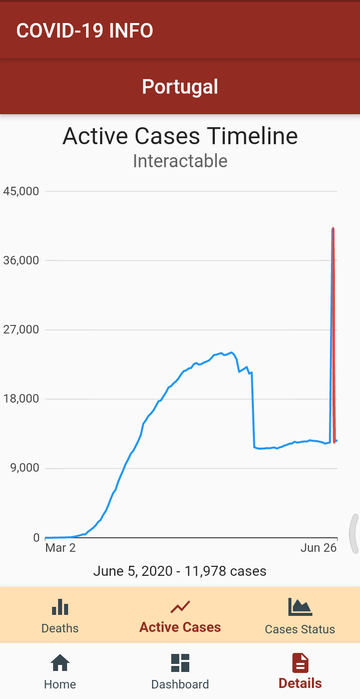 COVID-19 INFO
Portugal
Active Cases Timeline
Interactable
45,000
36,000
27,000
18,000
9,000
0
Mar 2 Jun 26
June 5, 2020 - 11,978 cases
Deaths Active Cases Cases Status
Home Dashboard Details